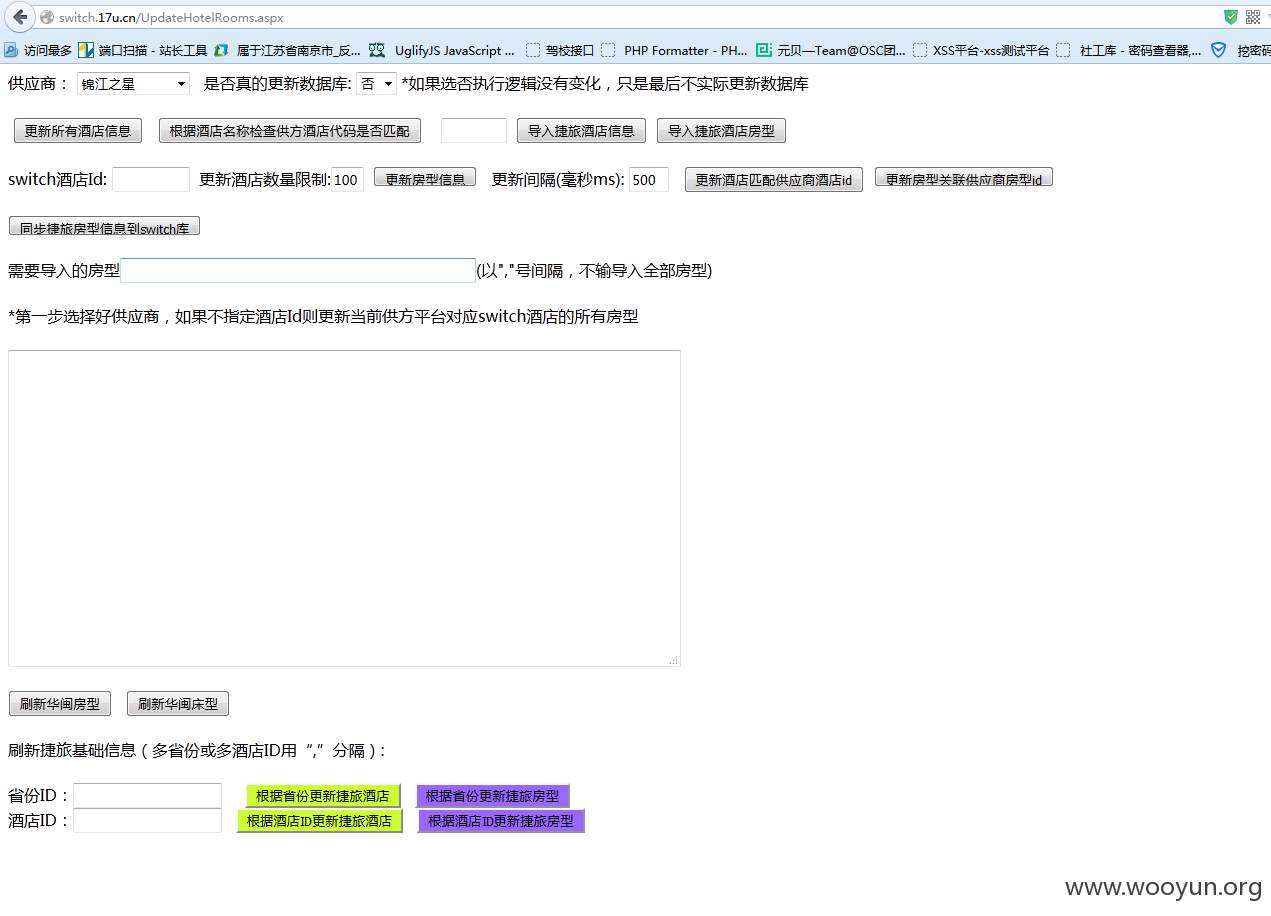 switch.17u.cn/UpdateHotelRooms.aspx
访问最多 端口扫描 - 站长工具 属于江苏省南京市_反... UglifyJS JavaScript ... 驾校接口 PHP Formatter - PH... 元贝—Team@OSC团... XSS平台-xss测试平台 社工库 - 密码查看器,... 挖密码
供应商： 锦江之星 是否真的更新数据库: 否 *如果选否执行逻辑没有变化，只是最后不实际更新数据库
更新所有酒店信息 根据酒店名称检查供方酒店代码是否匹配 导入捷旅酒店信息 导入捷旅酒店房型
switch酒店Id: 更新酒店数量限制: 100 更新房型信息 更新间隔(毫秒ms): 500 更新酒店匹配供应商酒店id 更新房型关联供应商房型id
同步捷旅房型信息到switch库
需要导入的房型 (以","号间隔，不输导入全部房型)
*第一步选择好供应商，如果不指定酒店Id则更新当前供方平台对应switch酒店的所有房型
刷新华闽房型 刷新华闽床型
刷新捷旅基础信息（多省份或多酒店ID用“,”分隔）:
省份ID： 根据省份更新捷旅酒店 根据省份更新捷旅房型
酒店ID： 根据酒店ID更新捷旅酒店 根据酒店ID更新捷旅房型
www.wooyun.org